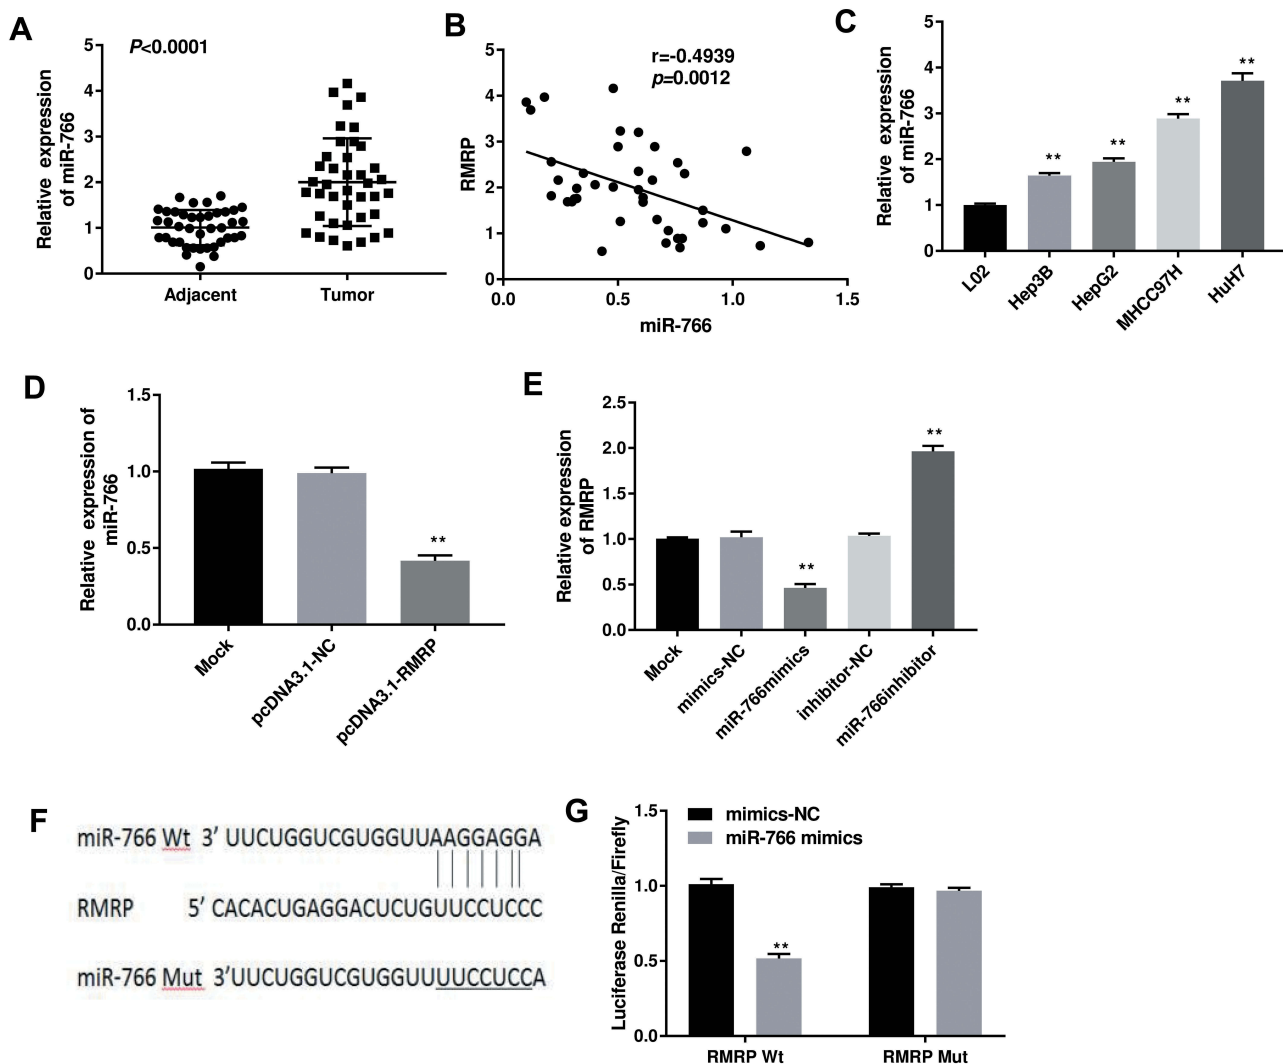 A
P<0.0001
Relative expression
of miR-766
5
4
3
2
1
0
Adjacent
Tumor
B
r=-0.4939
p=0.0012
RMRP
5
4
3
2
1
0
0.0
0.5
1.0
1.5
miR-766
C
Relative expression
of miR-766
5
4
3
2
1
0
**
**
**
**
L02
Hep3B
HepG2
MHCC97H
HuH7
D
Relative expression of
miR-766
1.5
1.0
0.5
0.0
**
Mock
pcDNA3.1-NC
pcDNA3.1-RMRP
E
Relative expression
of RMRP
2.5
2.0
1.5
1.0
0.5
0.0
**
**
Mock
mimics-NC
miR-766mimics
inhibitor-NC
miR-766inhibitor
F
miR-766 Wt 3′ UUCUGGUCGUGGUUAAGGAGGA
RMRP 5′ CACACUGAGGACUCUGUUCCUCCC
miR-766 Mut 3′UUCUGGUCGUGGUUUUCCUCCA
G
mimics-NC
miR-766 mimics
Luciferase Renilla/Firefly
1.5
1.0
0.5
0.0
**
RMRP Wt
RMRP Mut